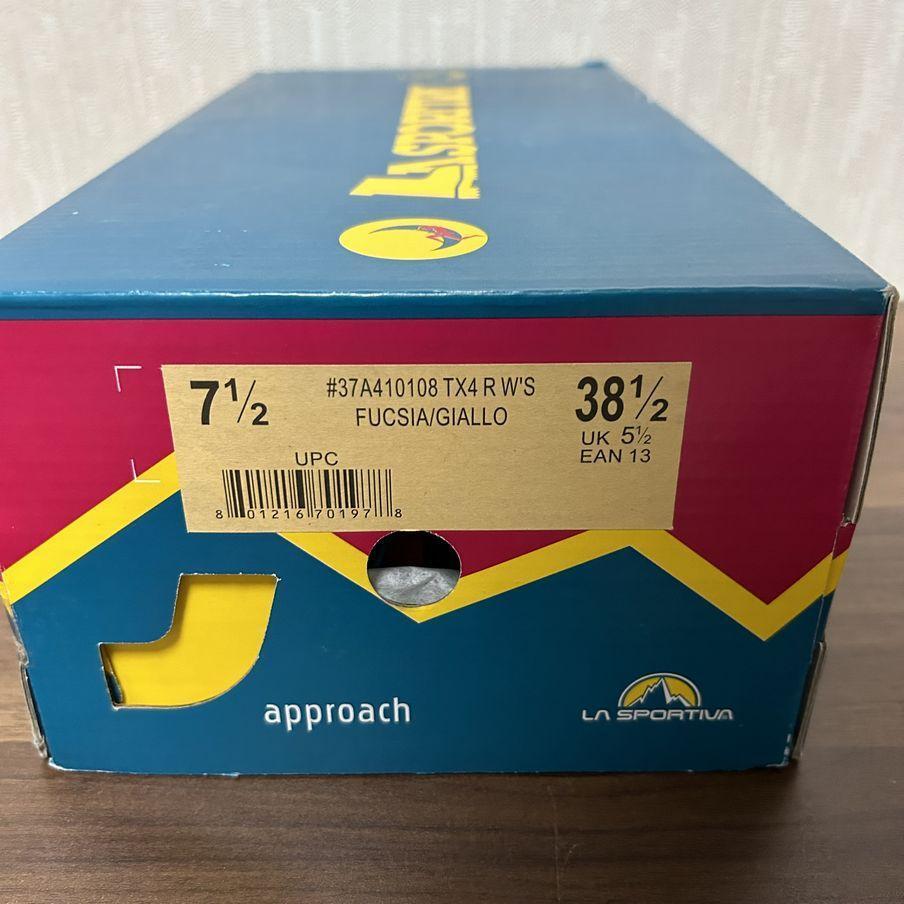 LA SPORTIVA
7½
#37A410108 TX4 R W'S
FUCSIA/GIALLO
38½
UK 5½
EAN 13
UPC
8 01216 70197 8
approach
LA SPORTIVA